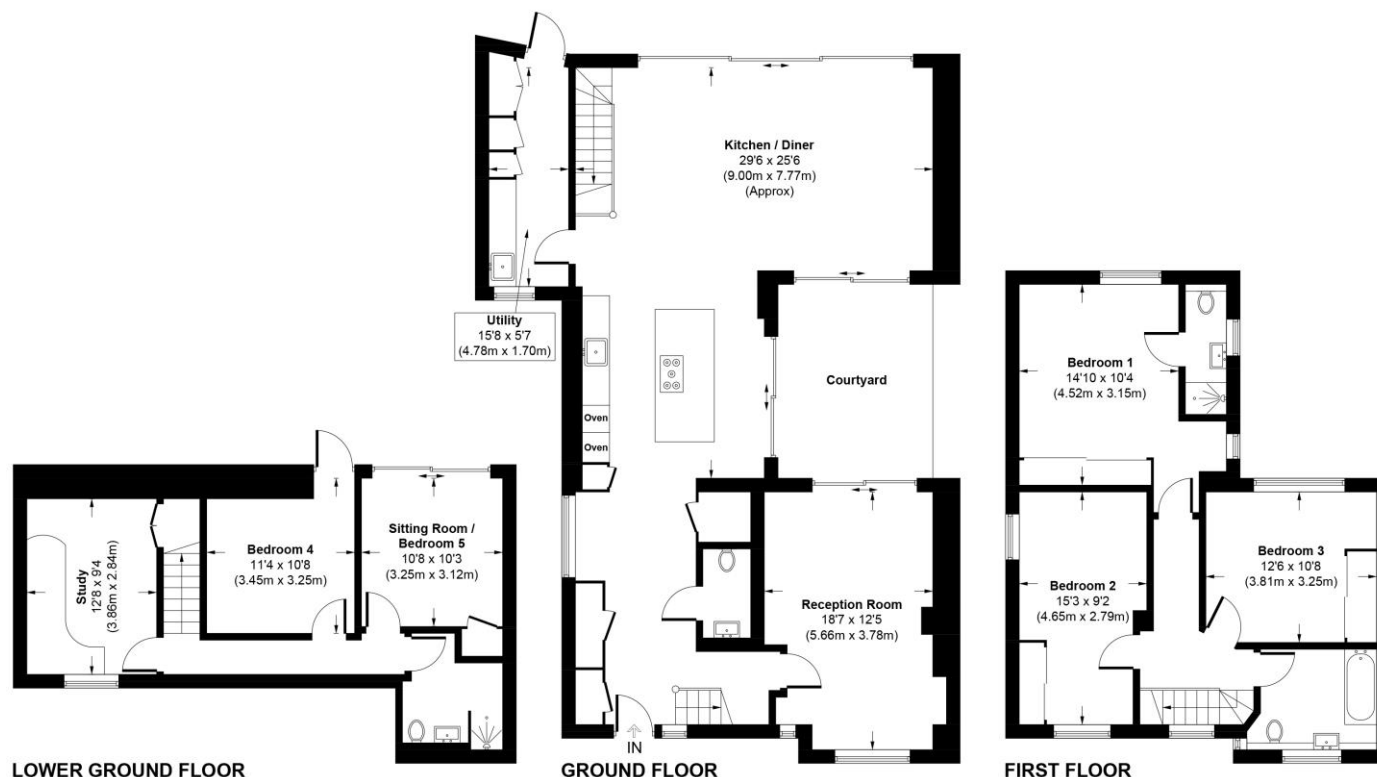 Kitchen / Diner
29'6 x 25'6
(9.00m x 7.77m)
(Approx)
Utility
15'8 x 5'7
(4.78m x 1.70m)
Courtyard
Oven
Oven
Reception Room
18'7 x 12'5
(5.66m x 3.78m)
IN
Study
12'8 x 9'4
(3.86m x 2.84m)
Bedroom 4
11'4 x 10'8
(3.45m x 3.25m)
Sitting Room /
Bedroom 5
10'8 x 10'3
(3.25m x 3.12m)
Bedroom 1
14'10 x 10'4
(4.52m x 3.15m)
Bedroom 2
15'3 x 9'2
(4.65m x 2.79m)
Bedroom 3
12'6 x 10'8
(3.81m x 3.25m)
LOWER GROUND FLOOR
GROUND FLOOR
FIRST FLOOR